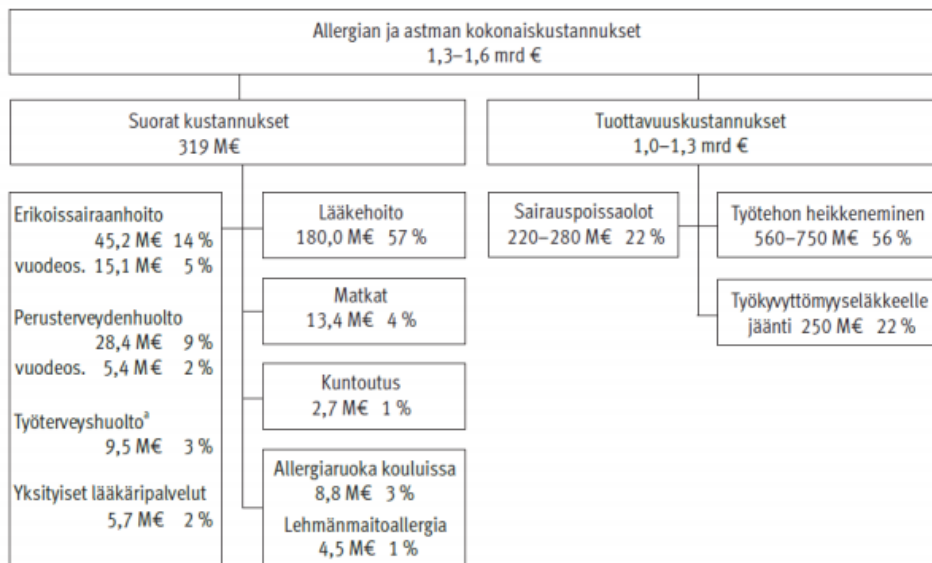 Allergian ja astman kokonaiskustannukset
1,3–1,6 mrd €
Suorat kustannukset
319 M€
Tuottavuuskustannukset
1,0–1,3 mrd €
Erikoissairaanhoito
45,2 M€ 14 %
vuodeos. 15,1 M€ 5 %
Perusterveydenhuolto
28,4 M€ 9 %
vuodeos. 5,4 M€ 2 %
Työterveyshuolto^a
9,5 M€ 3 %
Yksityiset lääkäripalvelut
5,7 M€ 2 %
Lääkehoito
180,0 M€ 57 %
Matkat
13,4 M€ 4 %
Kuntoutus
2,7 M€ 1 %
Allergiaruoka kouluissa
8,8 M€ 3 %
Lehmänmaitoallergia
4,5 M€ 1 %
Sairauspoissaolot
220–280 M€ 22 %
Työtehon heikkeneminen
560–750 M€ 56 %
Työkyvyttömyyseläkkeelle
jäänti 250 M€ 22 %